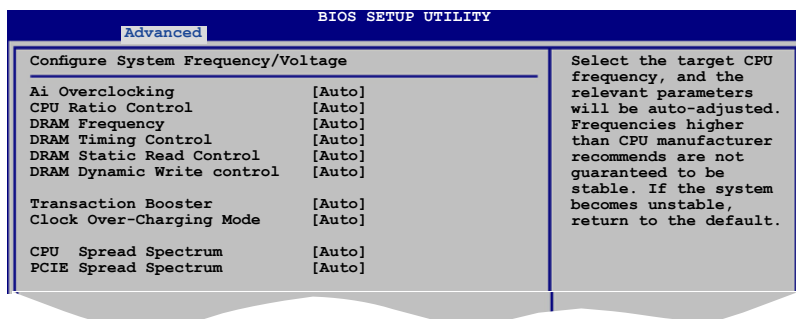 BIOS SETUP UTILITY
Advanced
Configure System Frequency/Voltage
Ai Overclocking [Auto]
CPU Ratio Control [Auto]
DRAM Frequency [Auto]
DRAM Timing Control [Auto]
DRAM Static Read Control [Auto]
DRAM Dynamic Write control [Auto]
Transaction Booster [Auto]
Clock Over-Charging Mode [Auto]
CPU Spread Spectrum [Auto]
PCIE Spread Spectrum [Auto]
Select the target CPU
frequency, and the
relevant parameters
will be auto-adjusted.
Frequencies higher
than CPU manufacturer
recommends are not
guaranteed to be
stable. If the system
becomes unstable,
return to the default.